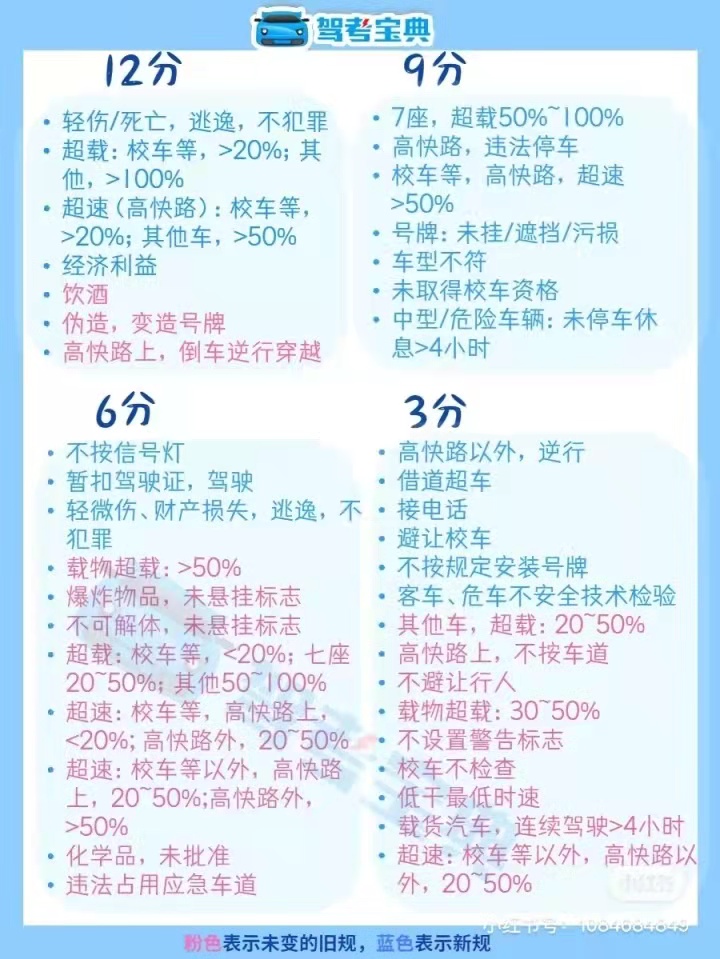 驾考宝典
12分
• 轻伤/死亡，逃逸，不犯罪
• 超载：校车等，>20%；其
他，>100%
• 超速（高快路）：校车等，
>20%；其他车，>50%
• 经济利益
• 饮酒
• 伪造，变造号牌
• 高快路上，倒车逆行穿越
9分
• 7座，超载50%~100%
• 高快路，违法停车
• 校车等，高快路，超速
>50%
• 号牌：未挂/遮挡/污损
• 车型不符
• 未取得校车资格
• 中型/危险车辆：未停车休
息>4小时
6分
• 不按信号灯
• 暂扣驾驶证，驾驶
• 轻微伤、财产损失，逃逸，不
犯罪
• 载物超载：>50%
• 爆炸物品，未悬挂标志
• 不可解体，未悬挂标志
• 超载：校车等，<20%；七座
20~50%；其他50~100%
• 超速：校车等，高快路上，
<20%；高快路外，20~50%
• 超速：校车等以外，高快路
上，20~50%;高快路外，
>50%
• 化学品，未批准
• 违法占用应急车道
3分
• 高快路以外，逆行
• 借道超车
• 接电话
• 避让校车
• 不按规定安装号牌
• 客车、危车不安全技术检验
• 其他车，超载：20~50%
• 高快路上，不按车道
• 不避让行人
• 载物超载：30~50%
• 不设置警告标志
• 校车不检查
• 低于最低时速
• 载货汽车，连续驾驶>4小时
• 超速：校车等以外，高快路以
外，20~50%
小红书
小红书号：1084684849
粉色表示未变的旧规，蓝色表示新规